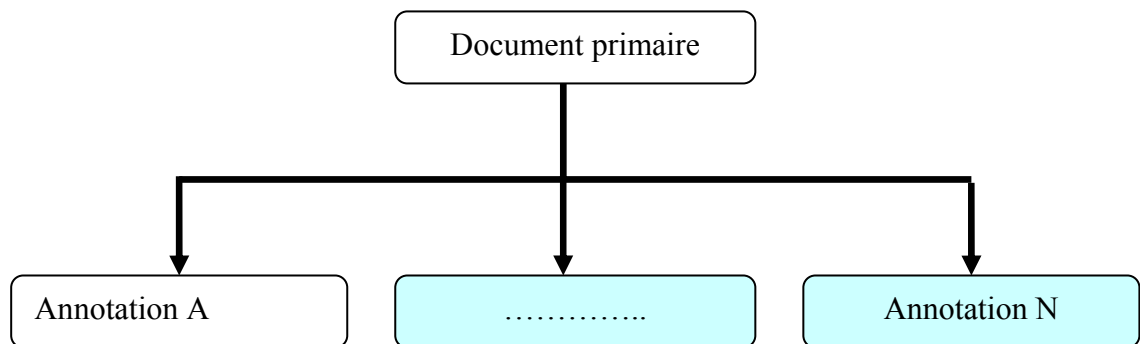 Document primaire
Annotation A
…………..
Annotation N